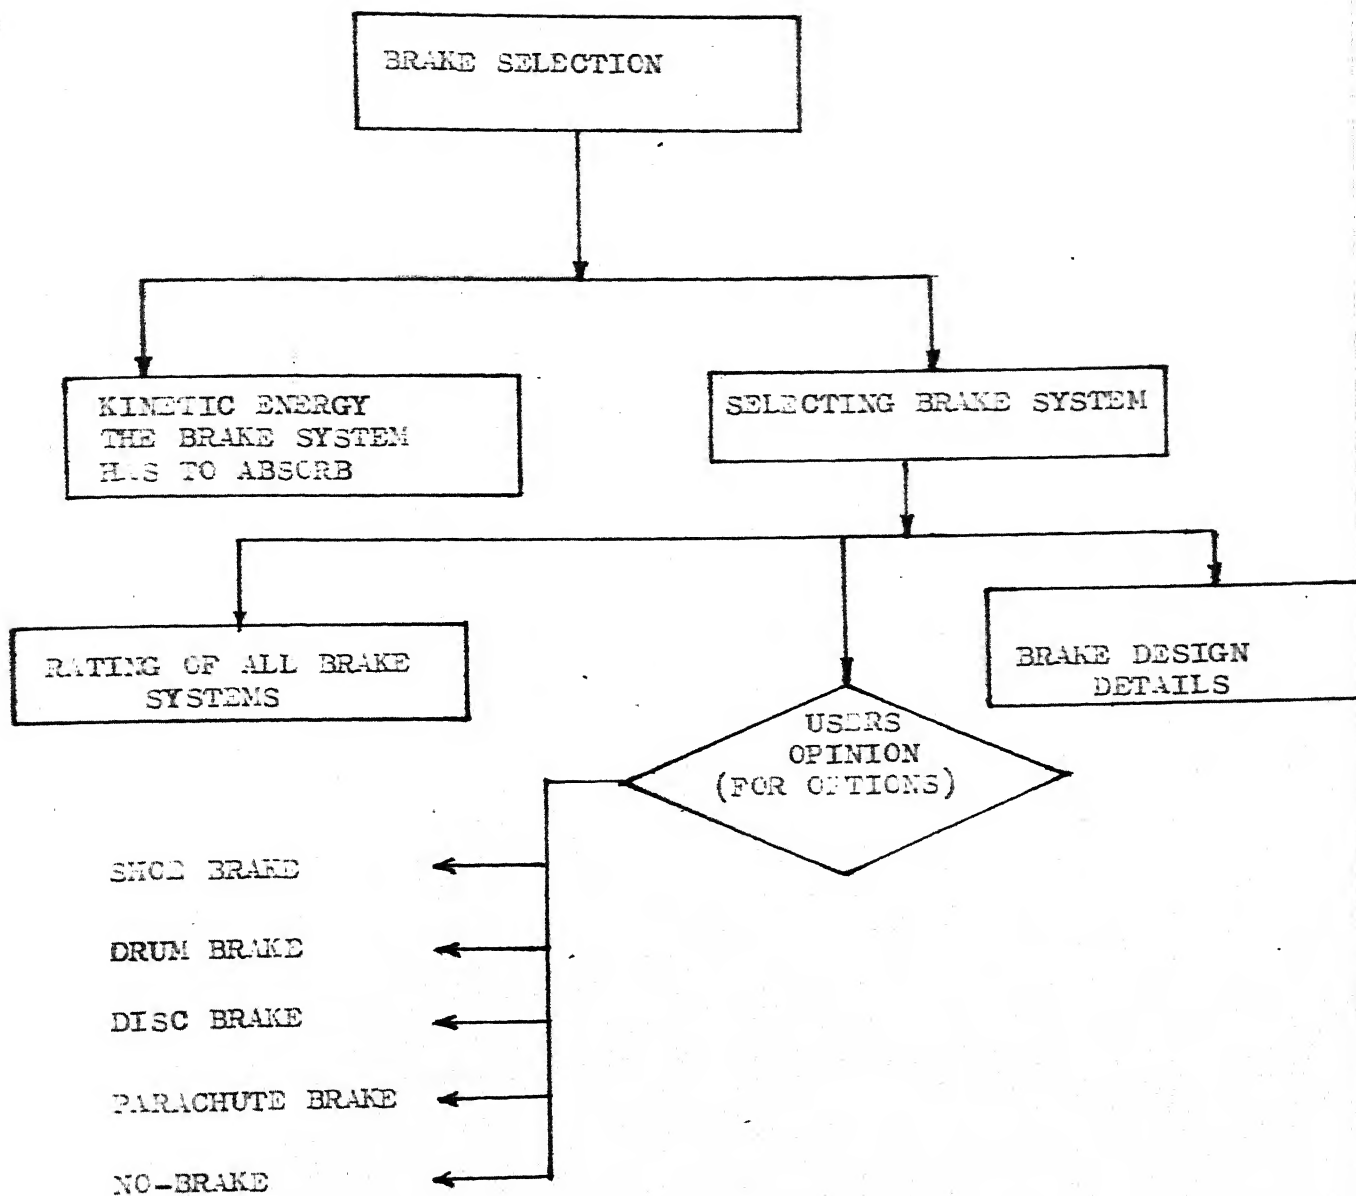 BRAKE SELECTION
KINETIC ENERGY
THE BRAKE SYSTEM
HAS TO ABSORB
SELECTING BRAKE SYSTEM
RATING OF ALL BRAKE
SYSTEMS
USERS
OPINION
(FOR OPTIONS)
BRAKE DESIGN
DETAILS
SHOE BRAKE
DRUM BRAKE
DISC BRAKE
PARACHUTE BRAKE
NO-BRAKE